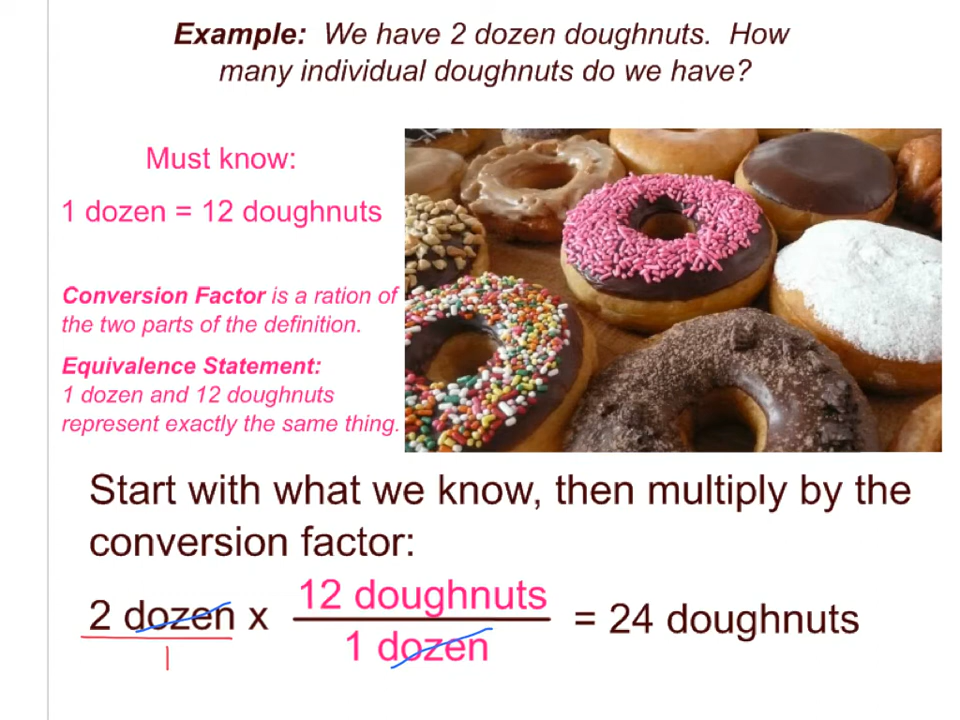 Example: We have 2 dozen doughnuts. How
many individual doughnuts do we have?
Must know:
1 dozen = 12 doughnuts
Conversion Factor is a ration of
the two parts of the definition.
Equivalence Statement:
1 dozen and 12 doughnuts
represent exactly the same thing.
Start with what we know, then multiply by the
conversion factor:
2 dozen x 12 doughnuts = 24 doughnuts
1 1 dozen